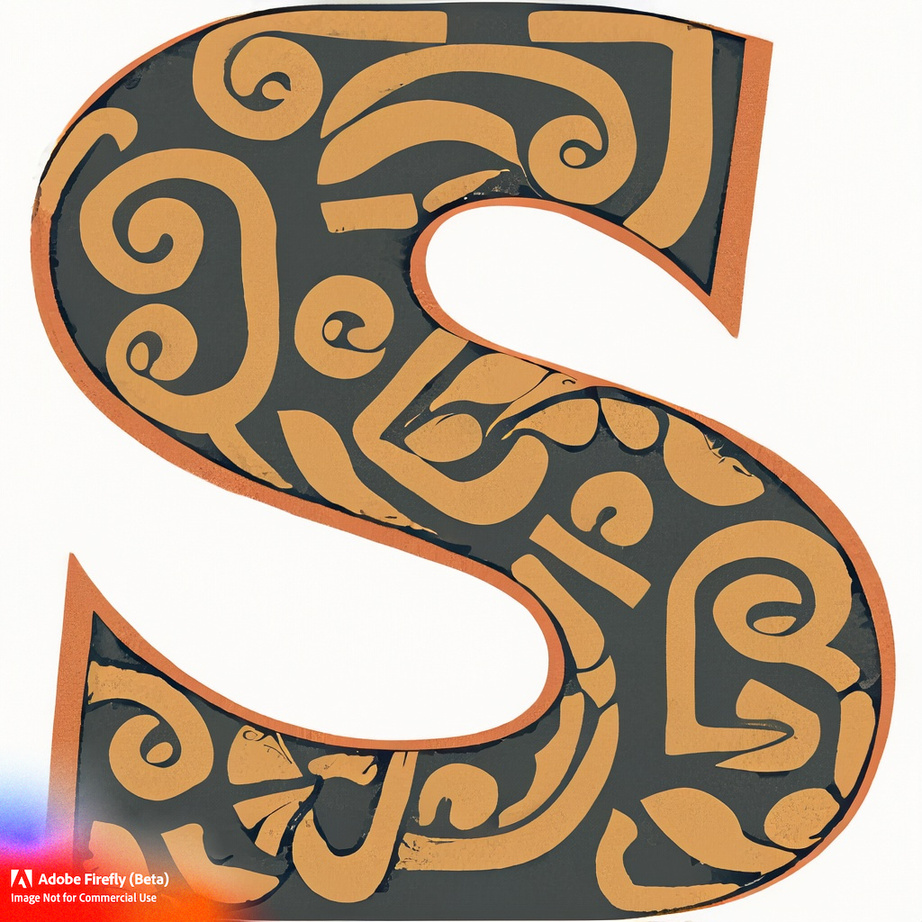 S
Adobe Firefly (Beta)
Image Not for Commercial Use